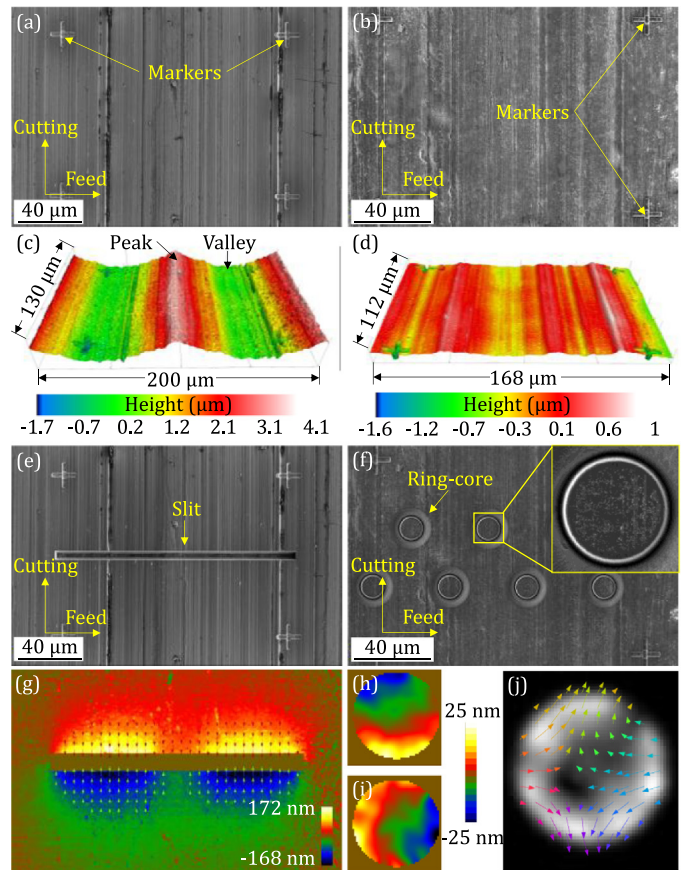 (a)
Markers
Cutting
Feed
40 μm
(b)
Markers
Cutting
Feed
40 μm
(c)
Peak
Valley
130 μm
200 μm
Height (μm)
-1.7 -0.7 0.2 1.2 2.1 3.1 4.1
(d)
112 μm
168 μm
Height (μm)
-1.6 -1.2 -0.7 -0.3 0.1 0.6 1
(e)
Slit
Cutting
Feed
40 μm
(f)
Ring-core
Cutting
Feed
40 μm
(g)
172 nm
-168 nm
(h)
25 nm
(i)
-25 nm
(j)